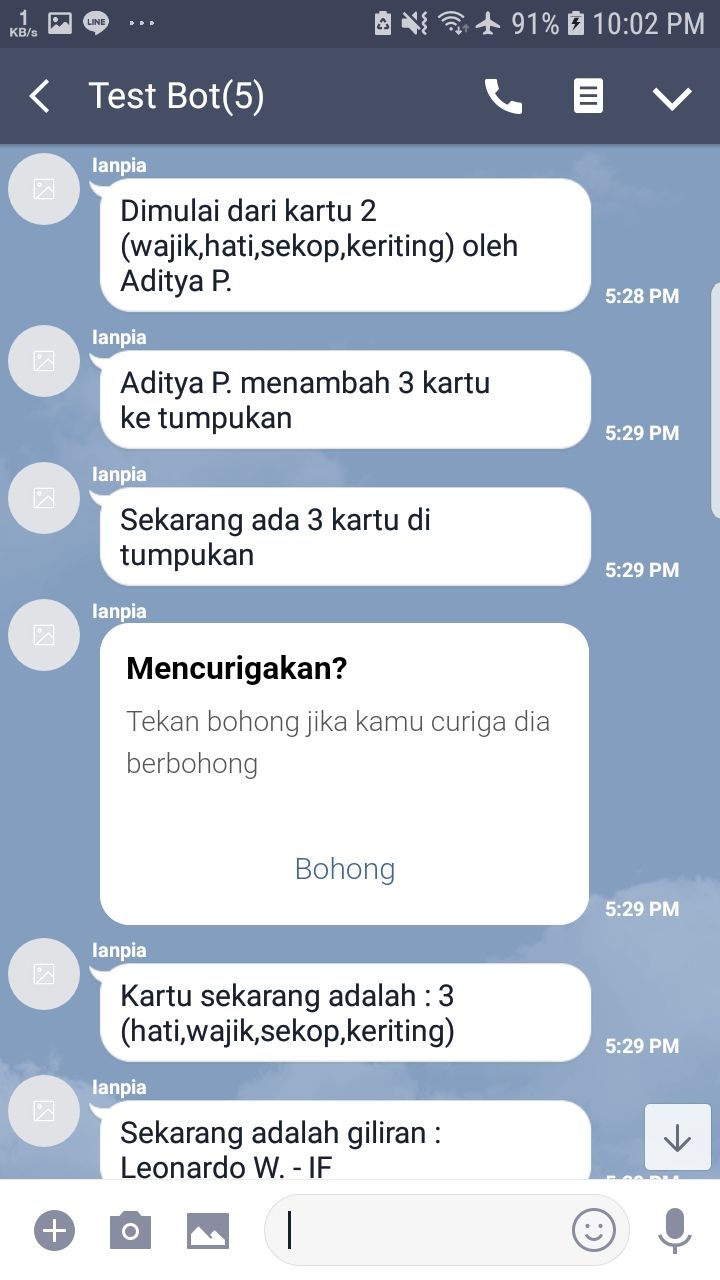 1
KB/s
LINE
91%
10:02 PM
Test Bot(5)
Ianpia
Dimulai dari kartu 2
(wajik,hati,sekop,keriting) oleh
Aditya P.
5:28 PM
Ianpia
Aditya P. menambah 3 kartu
ke tumpukan
5:29 PM
Ianpia
Sekarang ada 3 kartu di
tumpukan
5:29 PM
Ianpia
Mencurigakan?
Tekan bohong jika kamu curiga dia
berbohong
Bohong
5:29 PM
Ianpia
Kartu sekarang adalah : 3
(hati,wajik,sekop,keriting)
5:29 PM
Ianpia
Sekarang adalah giliran :
Leonardo W. - IF